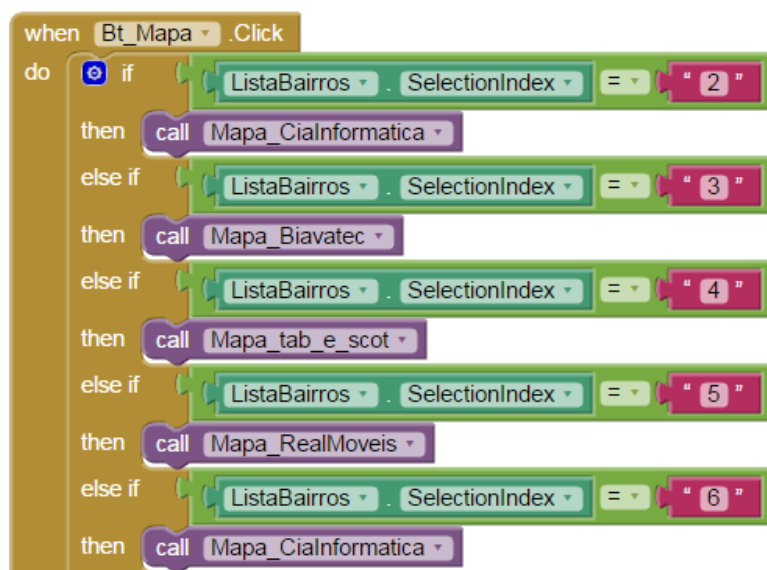 when Bt_Mapa .Click
do if ListaBairros . SelectionIndex = " 2 "
then call Mapa_CiaInformatica
else if ListaBairros . SelectionIndex = " 3 "
then call Mapa_Biavatec
else if ListaBairros . SelectionIndex = " 4 "
then call Mapa_tab_e_scot
else if ListaBairros . SelectionIndex = " 5 "
then call Mapa_RealMoveis
else if ListaBairros . SelectionIndex = " 6 "
then call Mapa_CiaInformatica